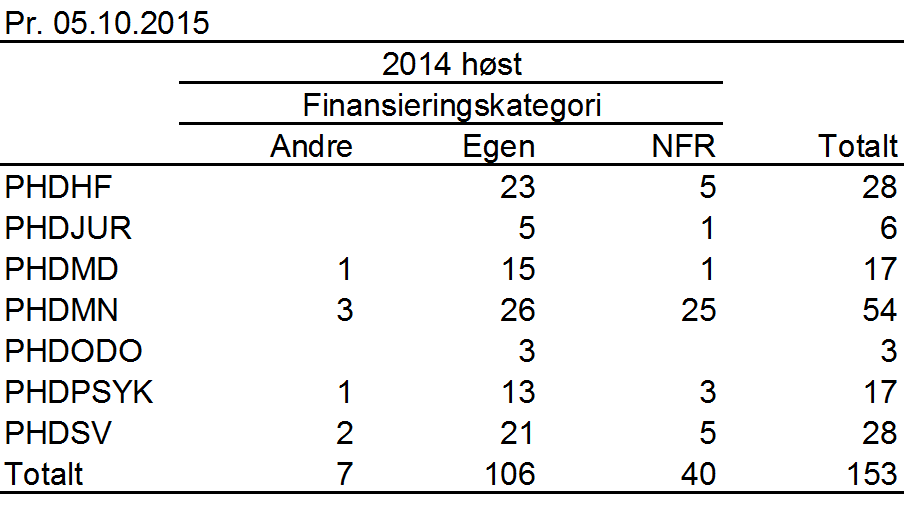 Pr. 05.10.2015
2014 høst
Finansieringskategori
Andre Egen NFR Totalt
PHDHF 23 5 28
PHDJUR 5 1 6
PHDMD 1 15 1 17
PHDMN 3 26 25 54
PHDODO 3 3
PHDPSYK 1 13 3 17
PHDSV 2 21 5 28
Totalt 7 106 40 153